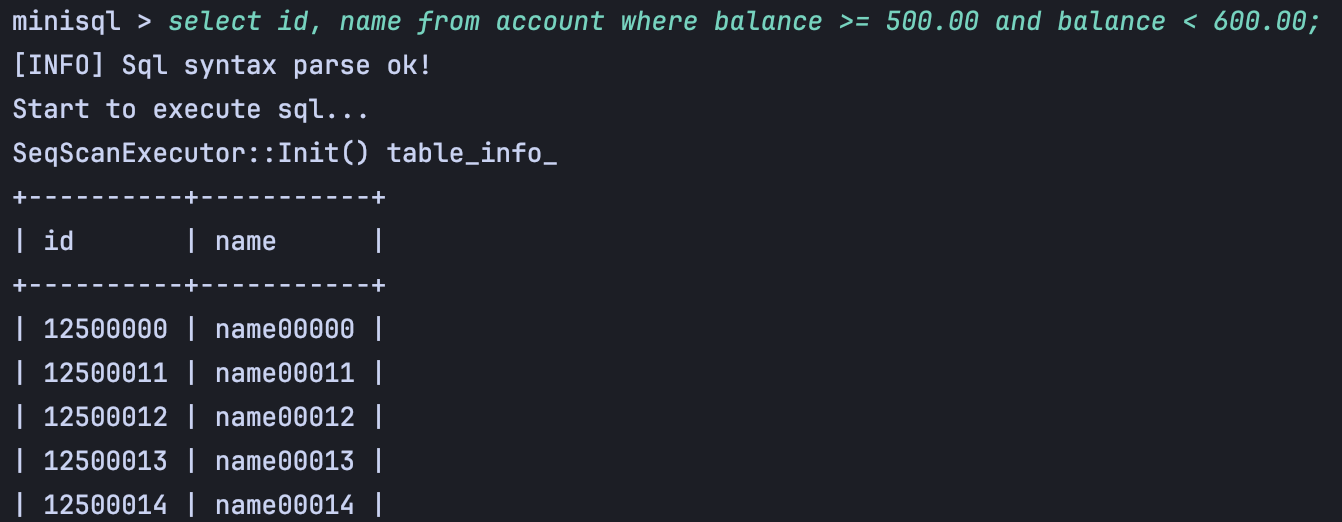 minisql > select id, name from account where balance >= 500.00 and balance < 600.00;
[INFO] Sql syntax parse ok!
Start to execute sql...
SeqScanExecutor::Init() table_info_
+----------+-----------+
| id       | name      |
+----------+-----------+
| 12500000 | name00000 |
| 12500011 | name00011 |
| 12500012 | name00012 |
| 12500013 | name00013 |
| 12500014 | name00014 |